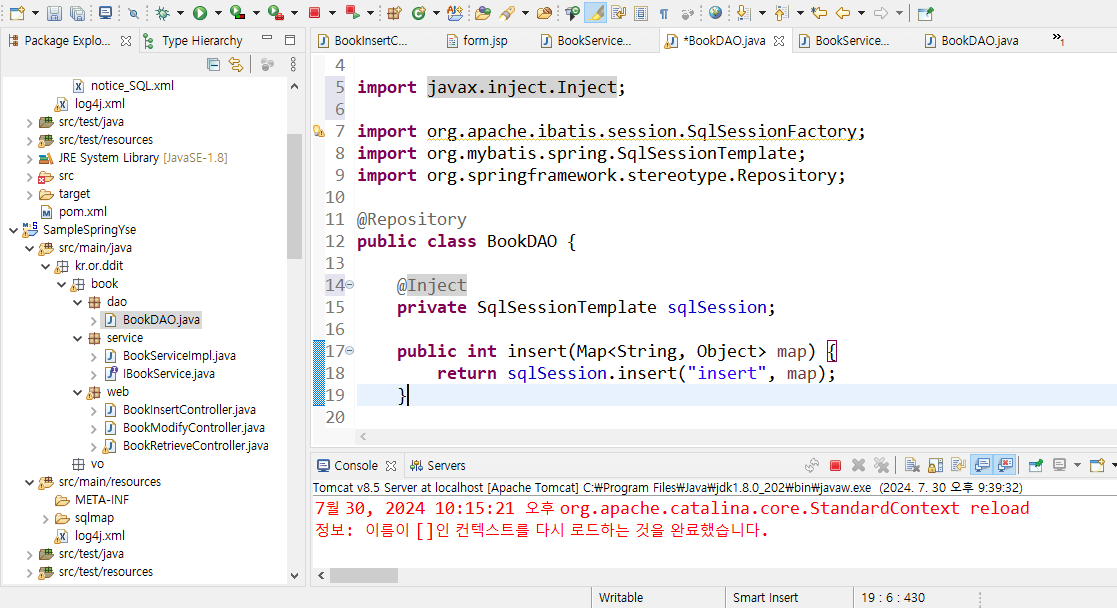 Package Explo...
Type Hierarchy
notice_SQL.xml
log4j.xml
src/test/java
src/test/resources
JRE System Library [JavaSE-1.8]
src
target
pom.xml
SampleSpringYse
src/main/java
kr.or.ddit
book
dao
BookDAO.java
service
BookServiceImpl.java
IBookService.java
web
BookInsertController.java
BookModifyController.java
BookRetrieveController.java
vo
src/main/resources
META-INF
sqlmap
log4j.xml
src/test/java
src/test/resources
BookInsertC...
form.jsp
BookService...
*BookDAO.java
BookService...
BookDAO.java
»1
4
5 import javax.inject.Inject;
6
7 import org.apache.ibatis.session.SqlSessionFactory;
8 import org.mybatis.spring.SqlSessionTemplate;
9 import org.springframework.stereotype.Repository;
10
11 @Repository
12 public class BookDAO {
13
14 @Inject
15 private SqlSessionTemplate sqlSession;
16
17 public int insert(Map<String, Object> map) {
18 return sqlSession.insert("insert", map);
19 }
20
Console
Servers
Tomcat v8.5 Server at localhost [Apache Tomcat] C:₩Program Files₩Java₩jdk1.8.0_202₩bin₩javaw.exe (2024. 7. 30 오후 9:39:32)
7월 30, 2024 10:15:21 오후 org.apache.catalina.core.StandardContext reload
정보: 이름이 []인 컨텍스트를 다시 로드하는 것을 완료했습니다.
Writable
Smart Insert
19 : 6 : 430